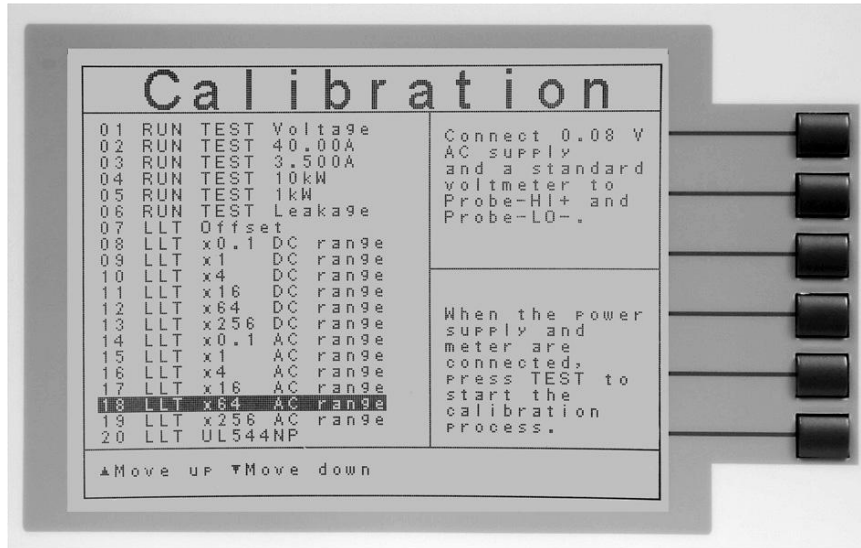 Calibration
01 RUN TEST Voltage
02 RUN TEST 40.00A
03 RUN TEST 3.500A
04 RUN TEST 10kW
05 RUN TEST 1kW
06 RUN TEST Leakage
07 LLT Offset
08 LLT x0.1 DC range
09 LLT x1 DC range
10 LLT x4 DC range
11 LLT x16 DC range
12 LLT x64 DC range
13 LLT x256 DC range
14 LLT x0.1 AC range
15 LLT x1 AC range
16 LLT x4 AC range
17 LLT x16 AC range
18 LLT x64 AC range
19 LLT x256 AC range
20 LLT UL544NP
Connect 0.08 V
AC supply
and a standard
voltmeter to
Probe-HI+ and
Probe-LO-.
When the power
supply and
meter are
connected,
press TEST to
start the
calibration
process.
▲Move up ▼Move down